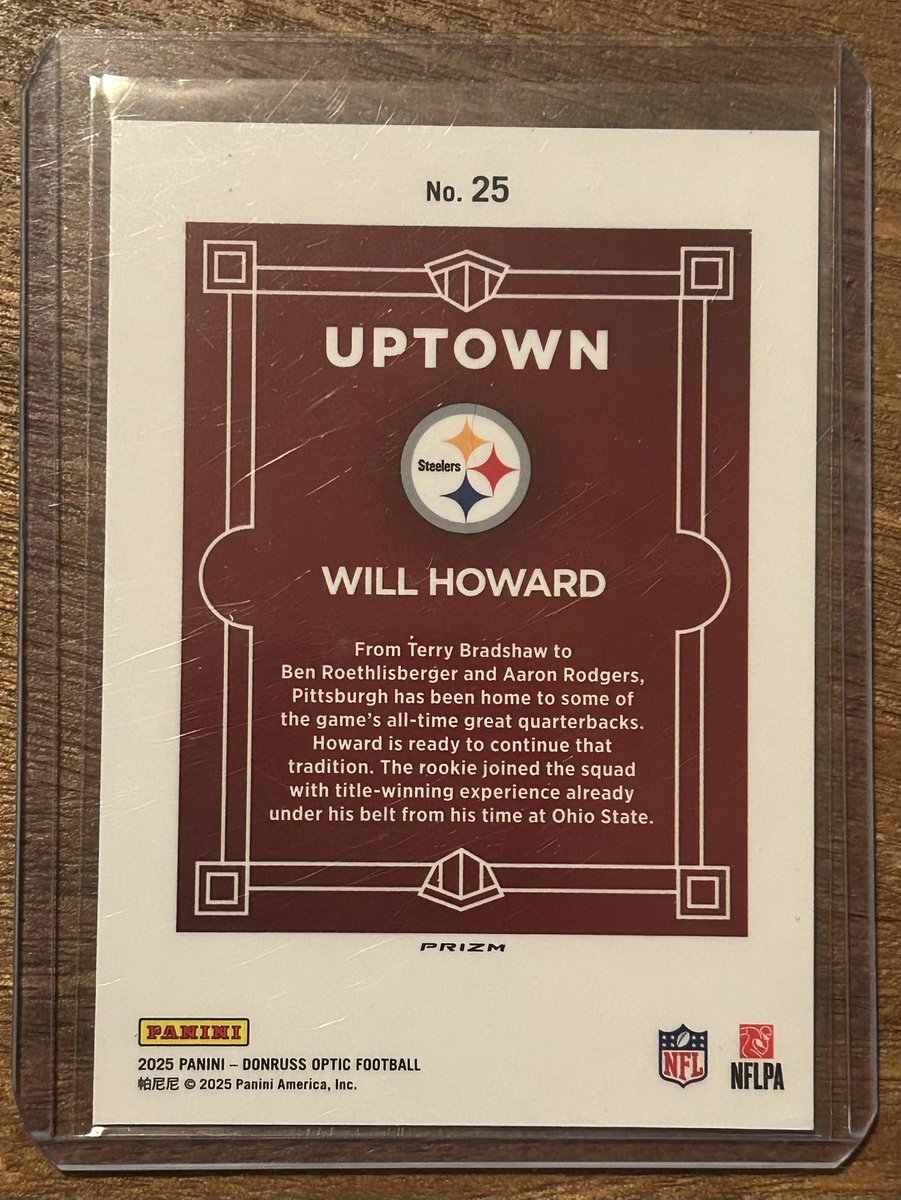 No. 25
UPTOWN
Steelers
WILL HOWARD
From Terry Bradshaw to
Ben Roethlisberger and Aaron Rodgers,
Pittsburgh has been home to some of
the game's all-time great quarterbacks.
Howard is ready to continue that
tradition. The rookie joined the squad
with title-winning experience already
under his belt from his time at Ohio State.
PRIZM
PANINI
2025 PANINI – DONRUSS OPTIC FOOTBALL
帕尼尼 © 2025 Panini America, Inc.
NFL
NFLPA